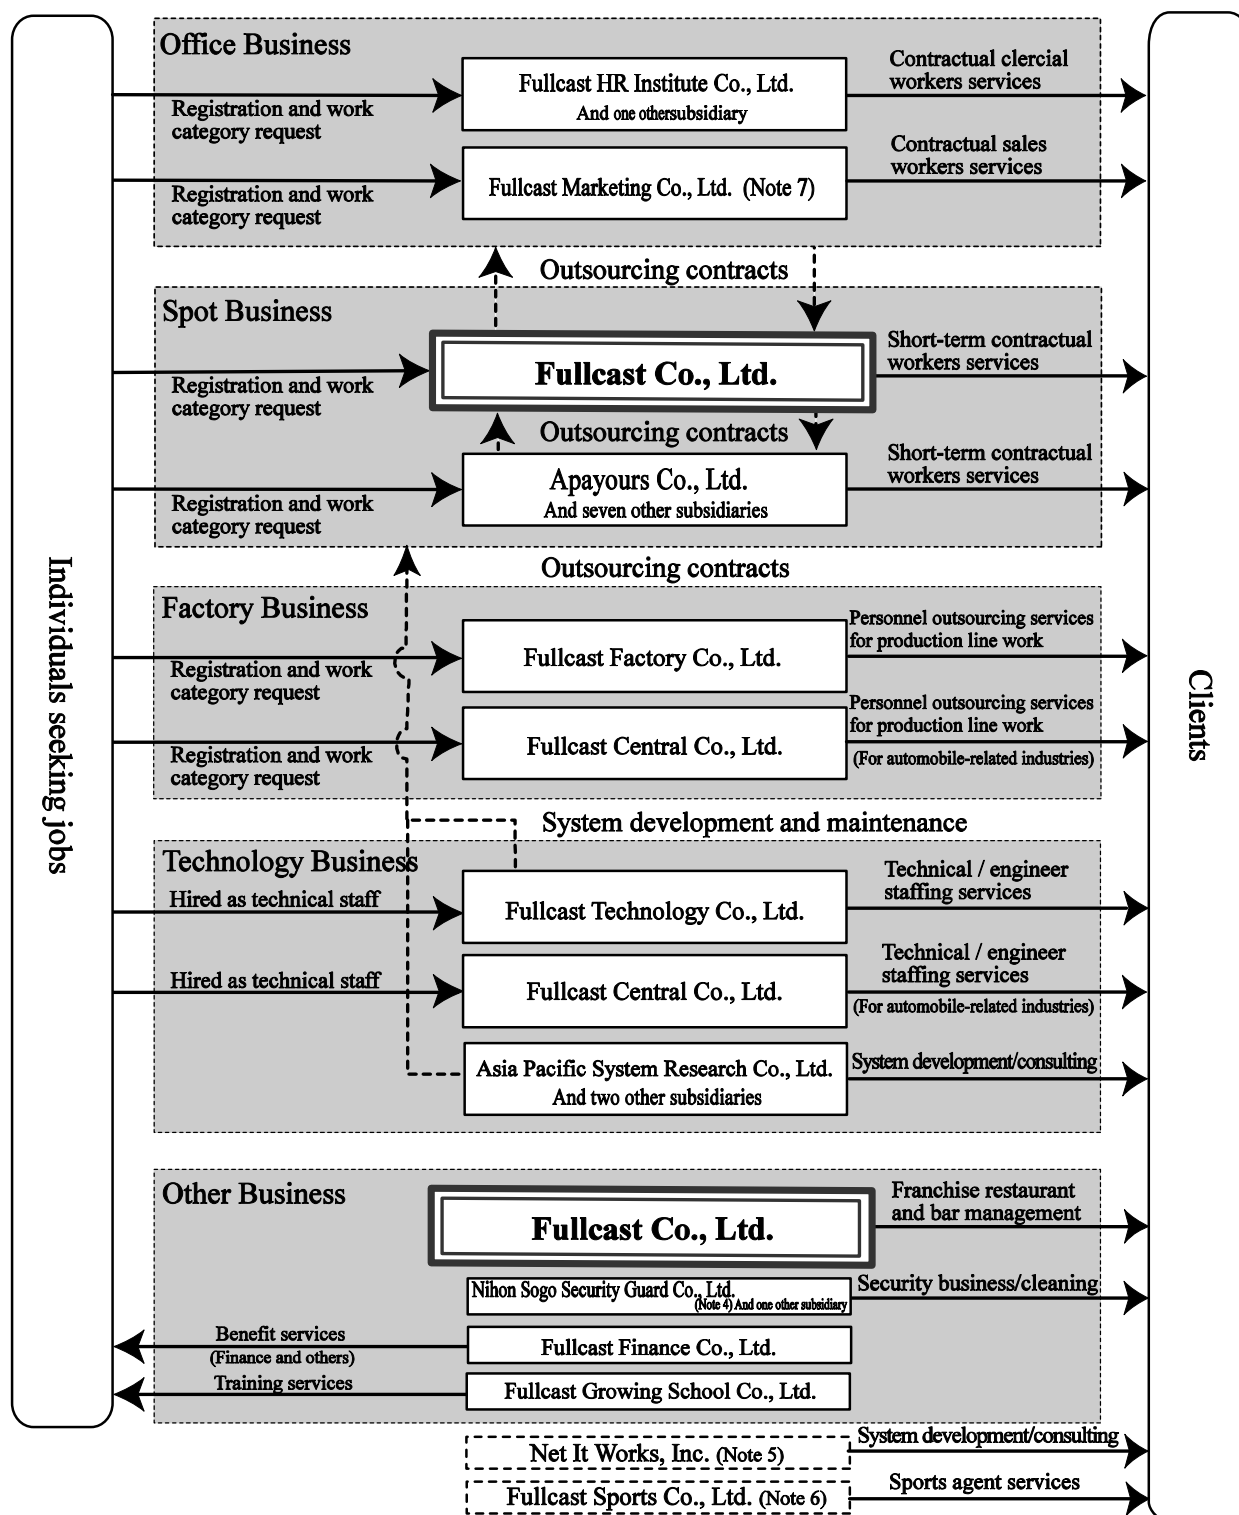 Office Business
Fullcast HR Institute Co., Ltd.
And one othersubsidiary
Contractual clercial
workers services
Registration and work
category request
Fullcast Marketing Co., Ltd. (Note 7)
Contractual sales
workers services
Registration and work
category request
Outsourcing contracts
Spot Business
Fullcast Co., Ltd.
Short-term contractual
workers services
Registration and work
category request
Outsourcing contracts
Apayours Co., Ltd.
And seven other subsidiaries
Short-term contractual
workers services
Registration and work
category request
Outsourcing contracts
Individuals seeking jobs
Clients
Factory Business
Fullcast Factory Co., Ltd.
Personnel outsourcing services
for production line work
Registration and work
category request
Fullcast Central Co., Ltd.
Personnel outsourcing services
for production line work
(For automobile-related industries)
Registration and work
category request
System development and maintenance
Technology Business
Hired as technical staff
Fullcast Technology Co., Ltd.
Technical / engineer
staffing services
Hired as technical staff
Fullcast Central Co., Ltd.
Technical / engineer
staffing services
(For automobile-related industries)
Asia Pacific System Research Co., Ltd.
And two other subsidiaries
System development/consulting
Other Business
Fullcast Co., Ltd.
Franchise restaurant
and bar management
Nihon Sogo Security Guard Co., Ltd.
(Note 4) And one other subsidiary
Security business/cleaning
Benefit services
(Finance and others)
Fullcast Finance Co., Ltd.
Training services
Fullcast Growing School Co., Ltd.
Net It Works, Inc. (Note 5)
System development/consulting
Fullcast Sports Co., Ltd. (Note 6)
Sports agent services